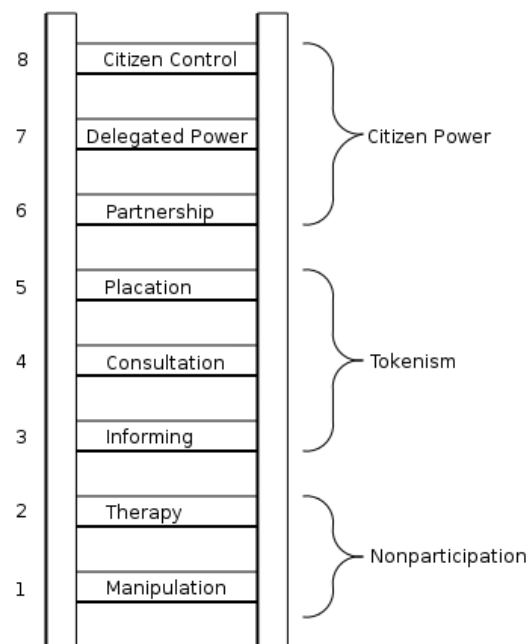 8 Citizen Control
7 Delegated Power
Citizen Power
6 Partnership
5 Placation
4 Consultation
Tokenism
3 Informing
2 Therapy
Nonparticipation
1 Manipulation